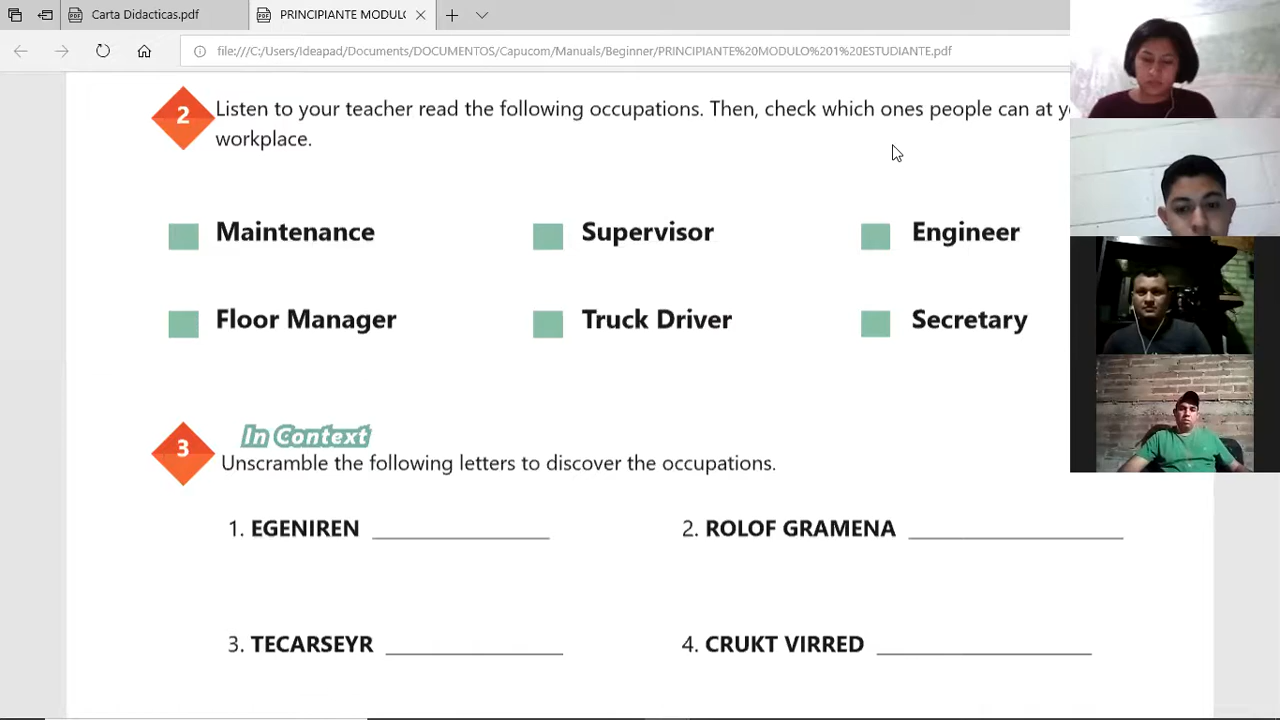 Carta Didacticas.pdf
PRINCIPIANTE MODULO
file:///C:/Users/Ideapad/Documents/DOCUMENTOS/Capucom/Manuals/Beginner/PRINCIPIANTE%20MODULO%201%20ESTUDIANTE.pdf
2 Listen to your teacher read the following occupations. Then, check which ones people can at
workplace.
Maintenance Supervisor Engineer
Floor Manager Truck Driver Secretary
In Context
3 Unscramble the following letters to discover the occupations.
1. EGENIREN 2. ROLOF GRAMENA
3. TECARSEYR 4. CRUKT VIRRED